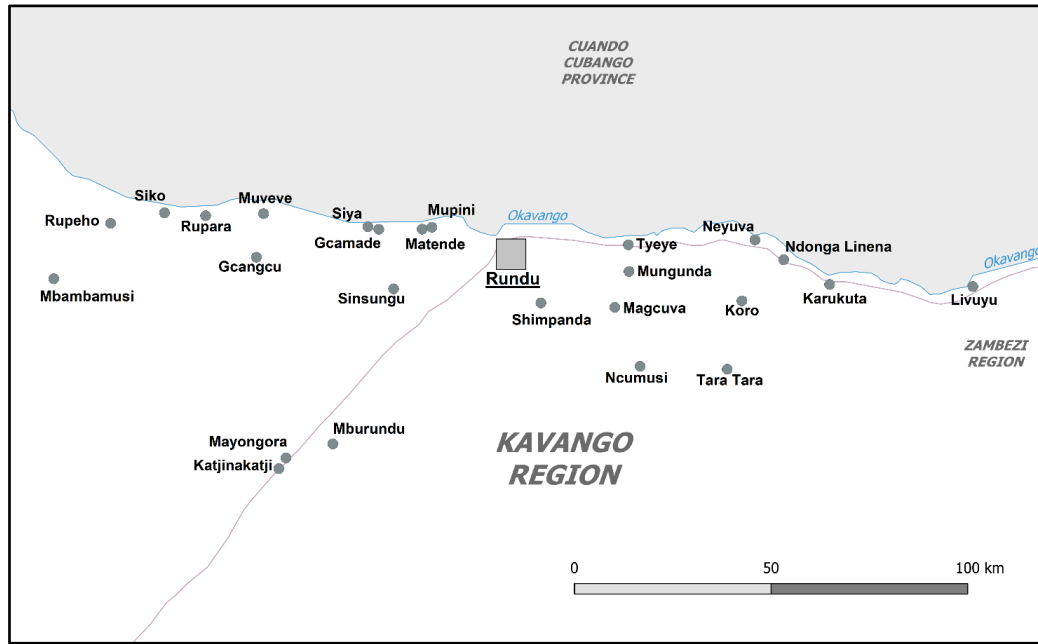 CUANDO
CUBANGO
PROVINCE
Siko
Muveve
Rupeho
Rupara
Siya
Mupini
Gcamade
Matende
Okavango
Neyuva
Tyeye
Ndonga Linena
Okavango
Gcangcu
Mungunda
Rundu
Mbambamusi
Sinsungu
Shimpanda
Magcuva
Koro
Karukuta
Livuyu
ZAMBEZI
REGION
Ncumusi
Tara Tara
Mburundu
Mayongora
Katjinakatji
KAVANGO
REGION
0 50 100 km